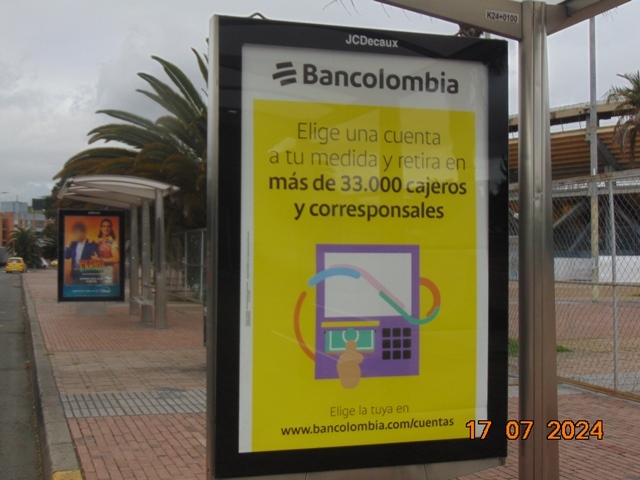 K24+0100
JCDecaux
Bancolombia
Elige una cuenta
a tu medida y retira en
más de 33.000 cajeros
y corresponsales
Elige la tuya en
www.bancolombia.com/cuentas
17 07 2024